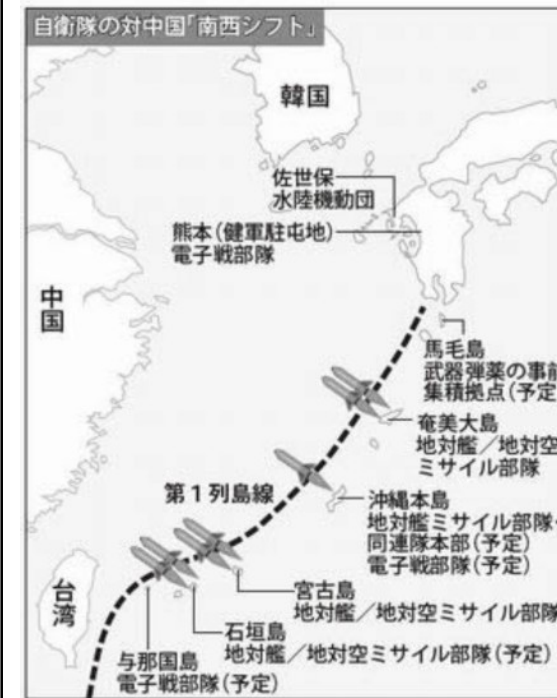 自衛隊の対中国「南西シフト」
韓国
佐世保
水陸機動団
熊本(健軍駐屯地)
電子戦部隊
中国
馬毛島
武器弾薬の事前
集積拠点(予定
奄美大島
地対艦／地対空
ミサイル部隊
第1列島線
沖縄本島
地対艦ミサイル部隊・
同連隊本部(予定)
電子戦部隊(予定)
宮古島
地対艦／地対空ミサイル部隊
台湾
石垣島
地対艦／地対空ミサイル部隊(予定)
与那国島
電子戦部隊(予定)